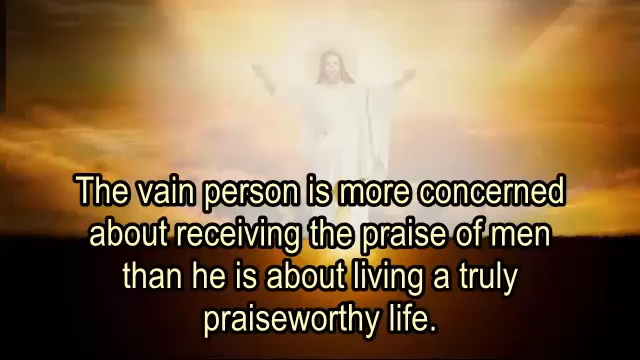 The vain person is more concerned
about receiving the praise of men
than he is about living a truly
praiseworthy life.